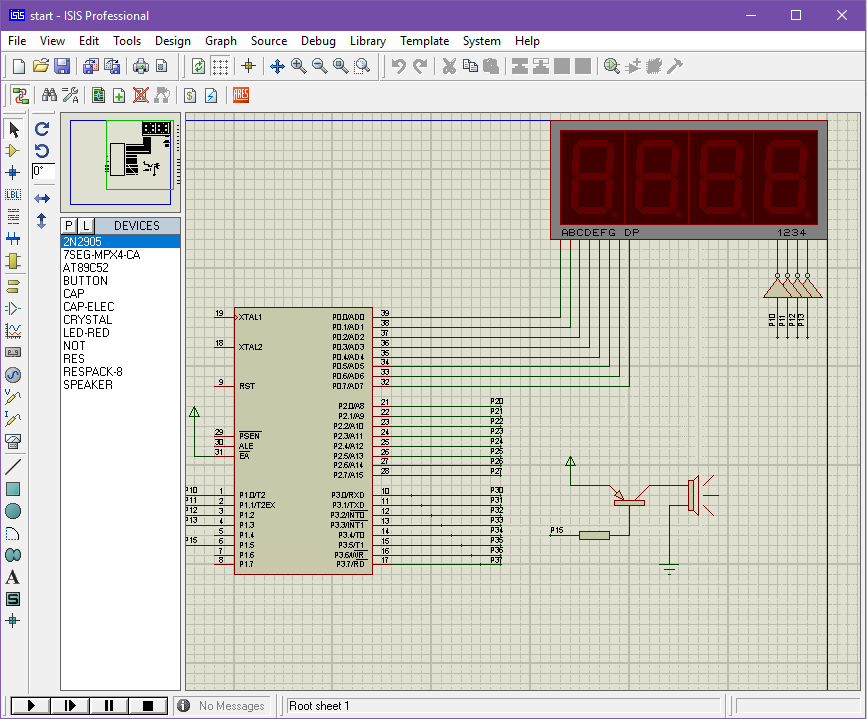 ISIS start - ISIS Professional
File View Edit Tools Design Graph Source Debug Library Template System Help
ARES
0°
LBL
P L DEVICES
2N2905
7SEG-MPX4-CA
AT89C52
BUTTON
CAP
CAP-ELEC
CRYSTAL
LED-RED
NOT
RES
RESPACK-8
SPEAKER
A
S
ABCDEFG DP 1234
P10
P11
P12
P13
19 XTAL1 P0.0/AD0 39
P0.1/AD1 38
P0.2/AD2 37
18 XTAL2 P0.3/AD3 36
P0.4/AD4 35
P0.5/AD5 34
P0.6/AD6 33
9 RST P0.7/AD7 32
P2.0/A8 21 P20
P2.1/A9 22 P21
P2.2/A10 23 P22
29 PSEN P2.3/A11 24 P23
30 ALE P2.4/A12 25 P24
31 EA P2.5/A13 26 P25
P2.6/A14 27 P26
P2.7/A15 28 P27
P10 1 P1.0/T2 P3.0/RXD 10 P30
P11 2 P1.1/T2EX P3.1/TXD 11 P31
P12 3 P1.2 P3.2/INT0 12 P32
P13 4 P1.3 P3.3/INT1 13 P33
5 P1.4 P3.4/T0 14 P34
P15 6 P1.5 P3.5/T1 15 P35
7 P1.6 P3.6/WR 16 P36
8 P1.7 P3.7/RD 17 P37
P15
No Messages Root sheet 1